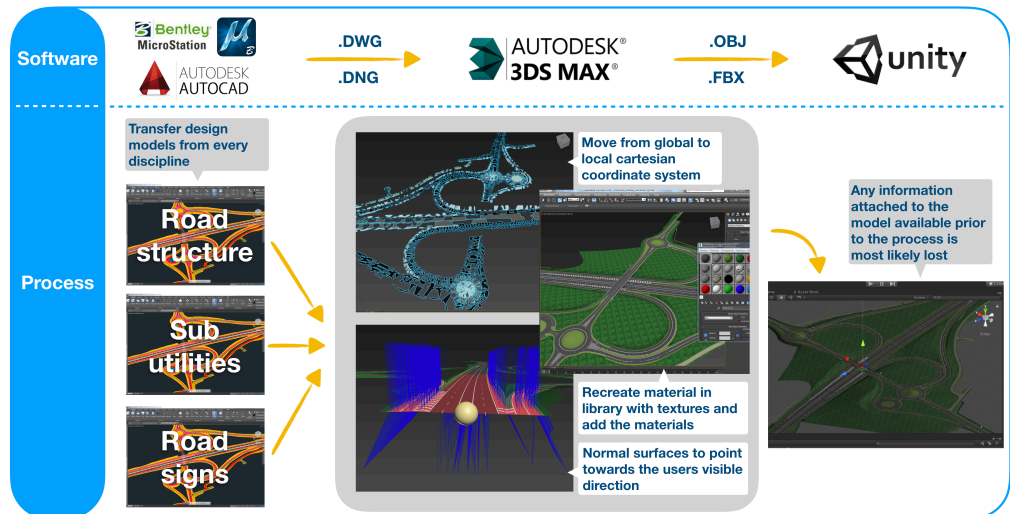 Software
Bentley®
MicroStation
B
AUTODESK
AUTOCAD
.DWG
.DNG
AUTODESK®
3DS MAX®
.OBJ
.FBX
unity
Process
Transfer design
models from every
discipline
Road
structure
Sub
utilities
Road
signs
Move from global to
local cartesian
coordinate system
Recreate material in
library with textures and
add the materials
Normal surfaces to point
towards the users visible
direction
Any information
attached to the
model available prior
to the process is
most likely lost